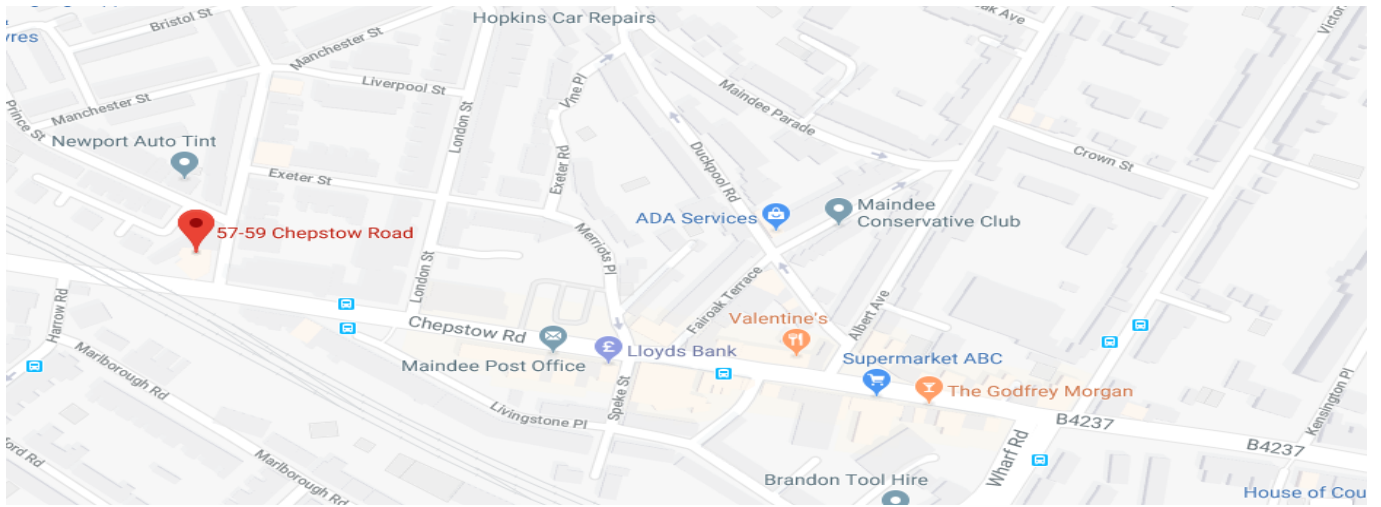 Hopkins Car Repairs
Bristol St
Manchester St
Liverpool St
Manchester St
Prince St
Newport Auto Tint
London St
Vine Pl
Exeter St
Exeter Rd
Maindee Parade
Duckpool Rd
Crown St
57-59 Chepstow Road
ADA Services
Maindee
Conservative Club
Merriots Pl
London St
Harrow Rd
Fairoak Terrace
Albert Ave
Chepstow Rd
Valentine's
Maindee Post Office
Lloyds Bank
Supermarket ABC
The Godfrey Morgan
Marlborough Rd
Speke St
Livingstone Pl
Kensington Pl
B4237
B4237
Wharf Rd
Marlborough Rd
Brandon Tool Hire
House of Cou